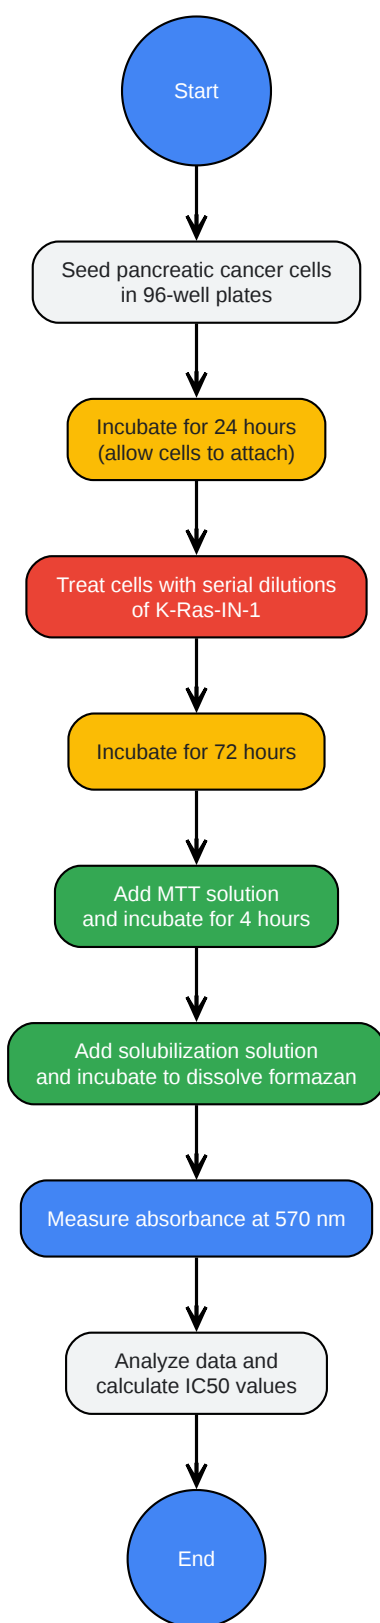 Start
Seed pancreatic cancer cells
in 96-well plates
Incubate for 24 hours
(allow cells to attach)
Treat cells with serial dilutions
of K-Ras-IN-1
Incubate for 72 hours
Add MTT solution
and incubate for 4 hours
Add solubilization solution
and incubate to dissolve formazan
Measure absorbance at 570 nm
Analyze data and
calculate IC50 values
End